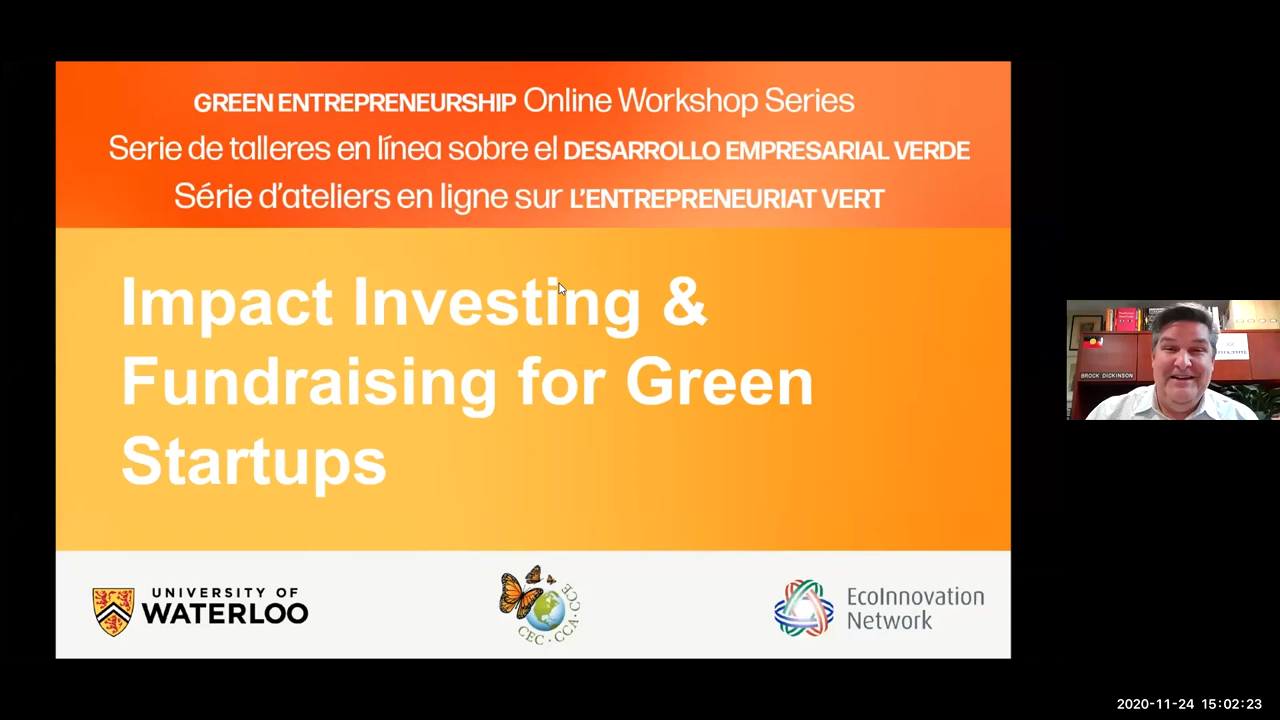 GREEN ENTREPRENEURSHIP Online Workshop Series
Serie de talleres en línea sobre el DESARROLLO EMPRESARIAL VERDE
Série d'ateliers en ligne sur L'ENTREPRENEURIAT VERT
Impact Investing &
Fundraising for Green
Startups
UNIVERSITY OF
WATERLOO
CEC · CCA · CCE
EcoInnovation
Network
BROCK DICKINSON
2020-11-24 15:02:23